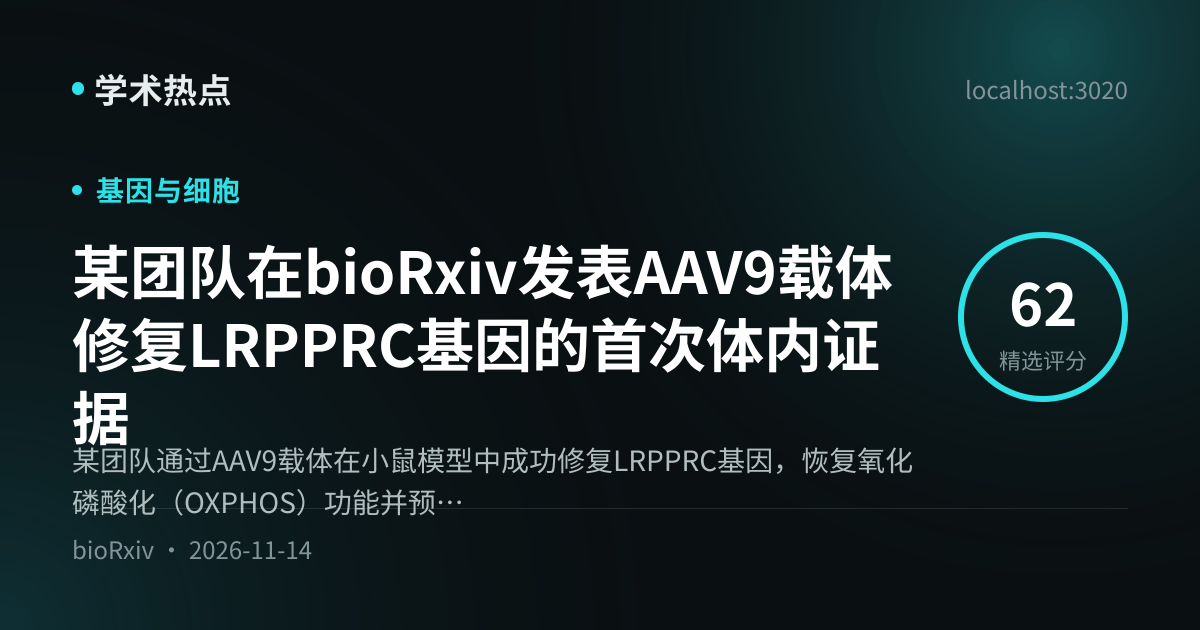 学术热点
localhost:3020
基因与细胞
某团队在bioRxiv发表AAV9载体
修复LRPPRC基因的首次体内证
据
62
精选评分
某团队通过AAV9载体在小鼠模型中成功修复LRPPRC基因，恢复氧化
磷酸化（OXPHOS）功能并预…
bioRxiv • 2026-11-14